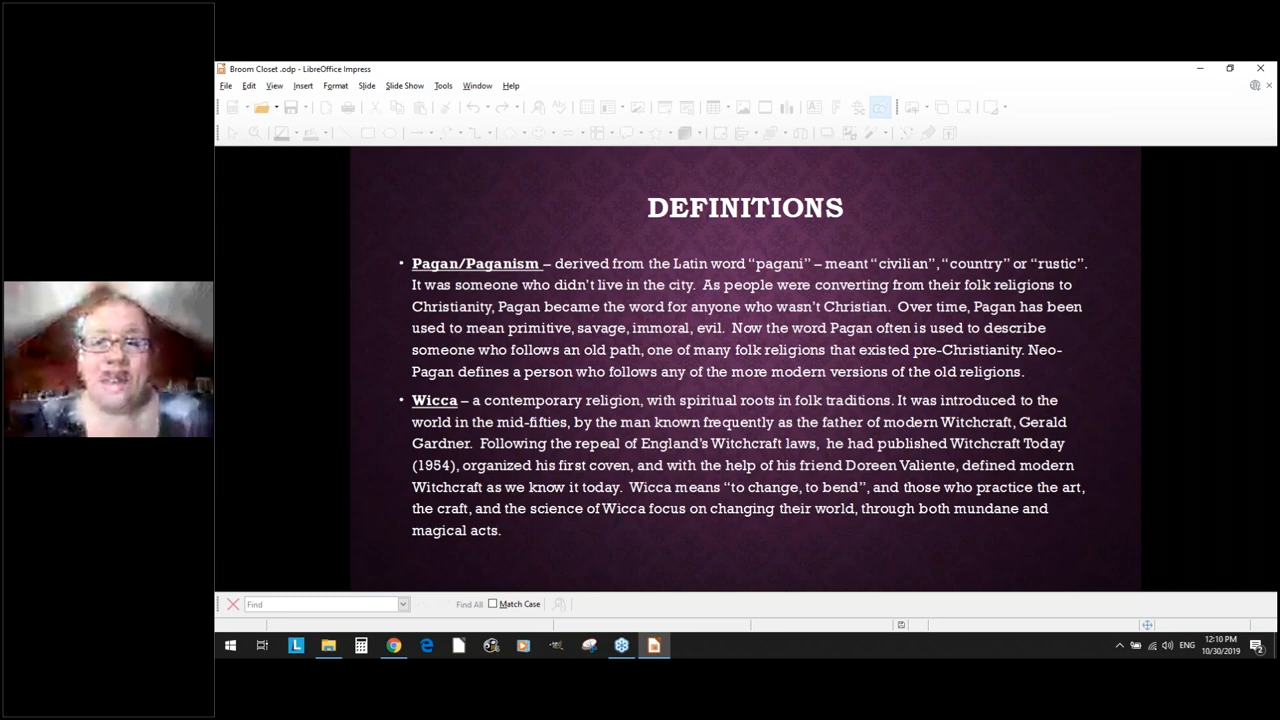 Broom Closet .odp - LibreOffice Impress
File Edit View Insert Format Slide Slide Show Tools Window Help
DEFINITIONS
• Pagan/Paganism – derived from the Latin word “pagani” – meant “civilian”, “country” or “rustic”.
It was someone who didn’t live in the city. As people were converting from their folk religions to
Christianity, Pagan became the word for anyone who wasn’t Christian. Over time, Pagan has been
used to mean primitive, savage, immoral, evil. Now the word Pagan often is used to describe
someone who follows an old path, one of many folk religions that existed pre-Christianity. Neo-
Pagan defines a person who follows any of the more modern versions of the old religions.
• Wicca – a contemporary religion, with spiritual roots in folk traditions. It was introduced to the
world in the mid-fifties, by the man known frequently as the father of modern Witchcraft, Gerald
Gardner. Following the repeal of England’s Witchcraft laws, he had published Witchcraft Today
(1954), organized his first coven, and with the help of his friend Doreen Valiente, defined modern
Witchcraft as we know it today. Wicca means “to change, to bend”, and those who practice the art,
the craft, and the science of Wicca focus on changing their world, through both mundane and
magical acts.
Find Find All Match Case
L ENG 12:10 PM
10/30/2019 2